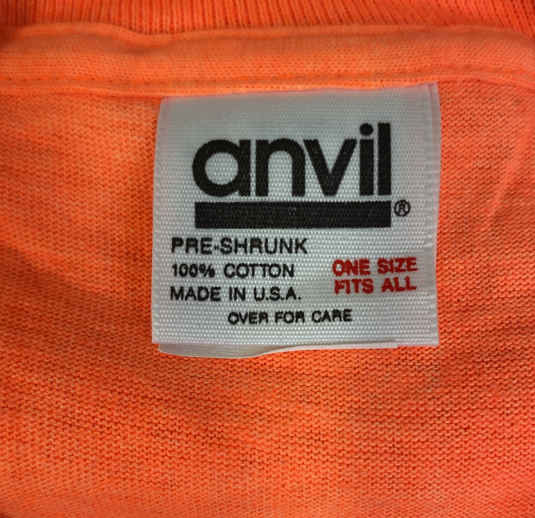 anvil®
PRE-SHRUNK
100% COTTON
MADE IN U.S.A.
ONE SIZE
FITS ALL
OVER FOR CARE